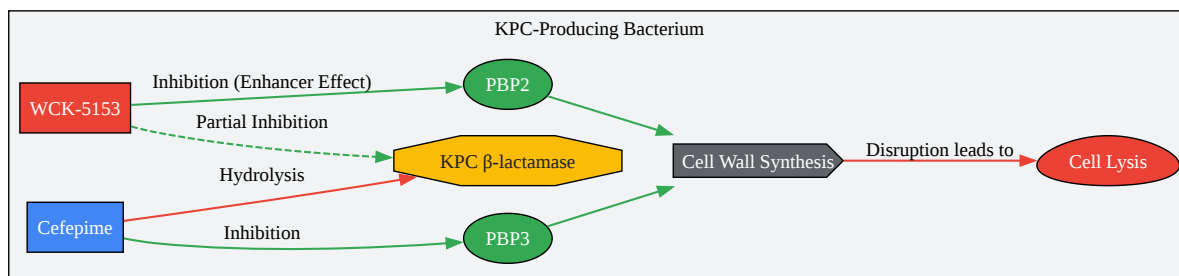 KPC-Producing Bacterium
WCK-5153
Inhibition (Enhancer Effect)
PBP2
Partial Inhibition
KPC β-lactamase
Cell Wall Synthesis
Disruption leads to
Cell Lysis
Hydrolysis
Cefepime
Inhibition
PBP3